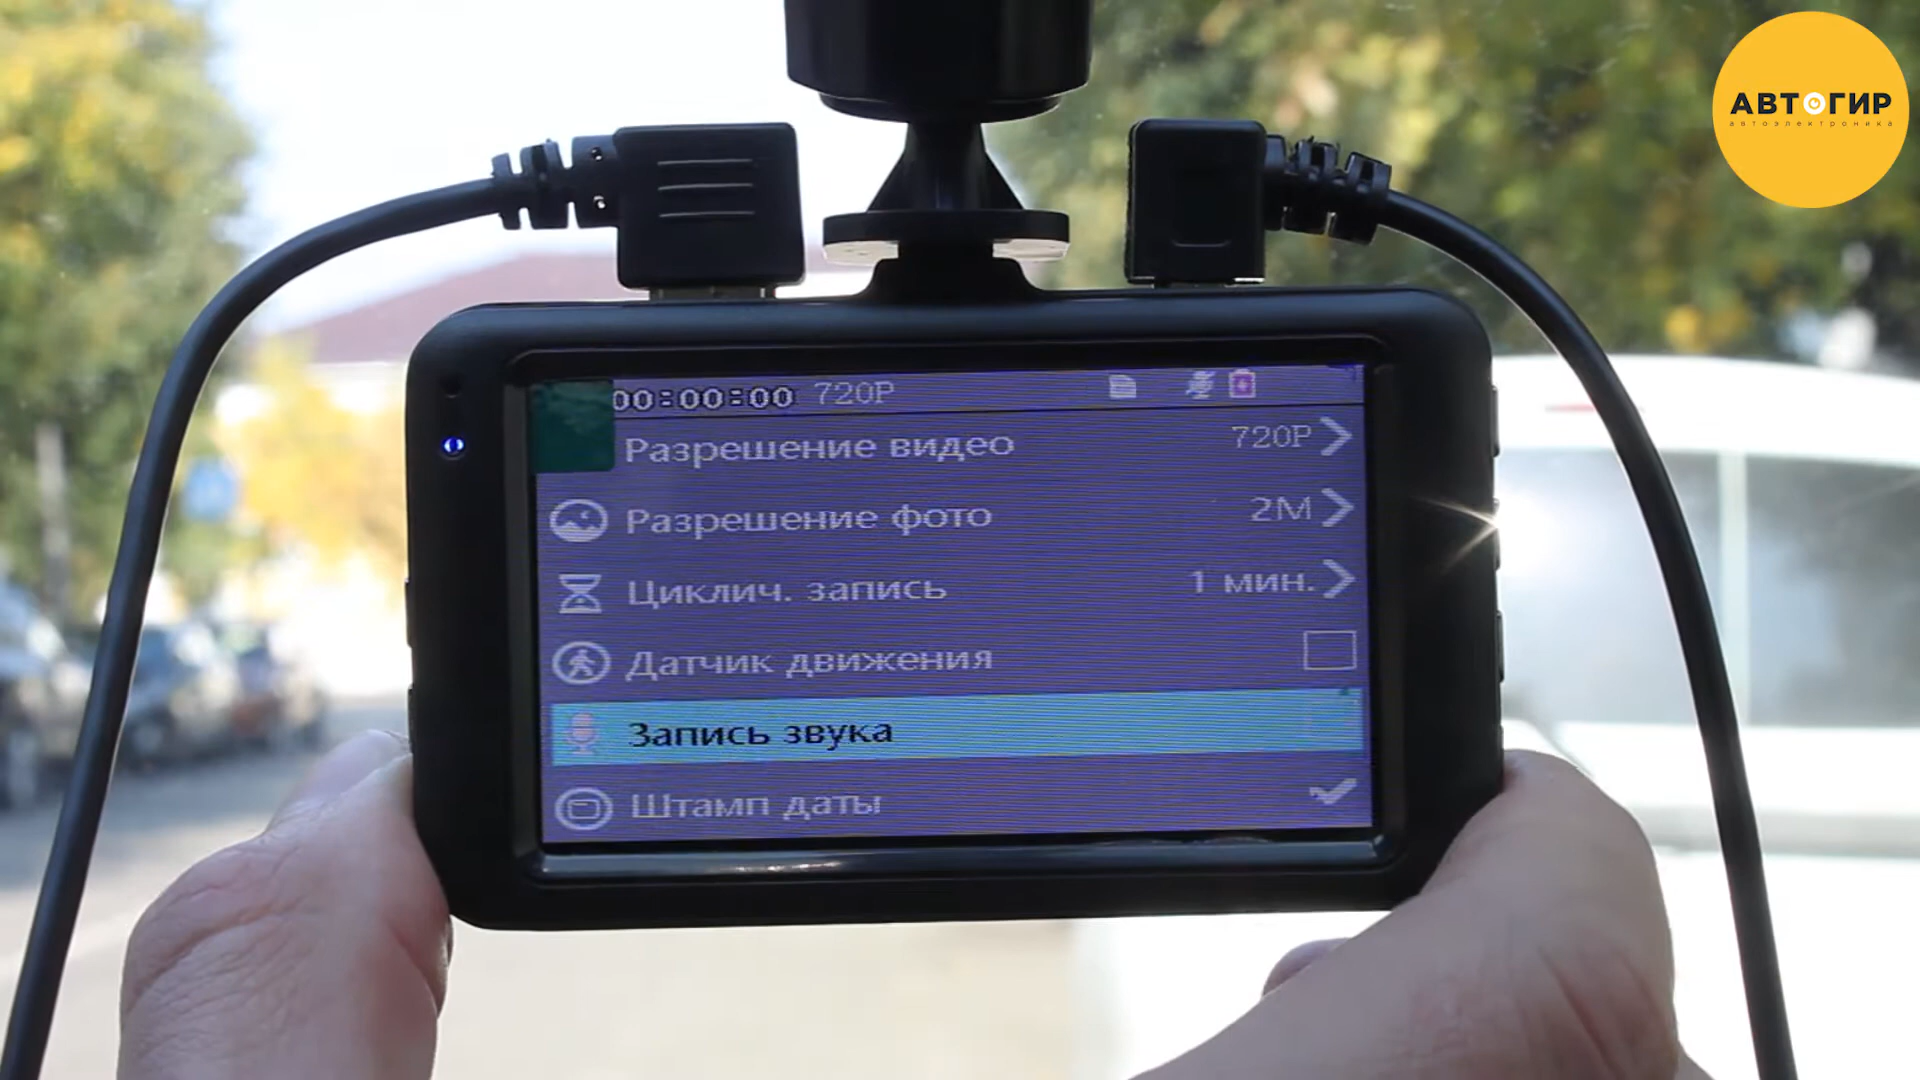 АВТОГИР
автоэлектроника
00:00:00 720P
Разрешение видео 720P
Разрешение фото 2M
Циклич. запись 1 мин.
Датчик движения
Запись звука
Штамп даты